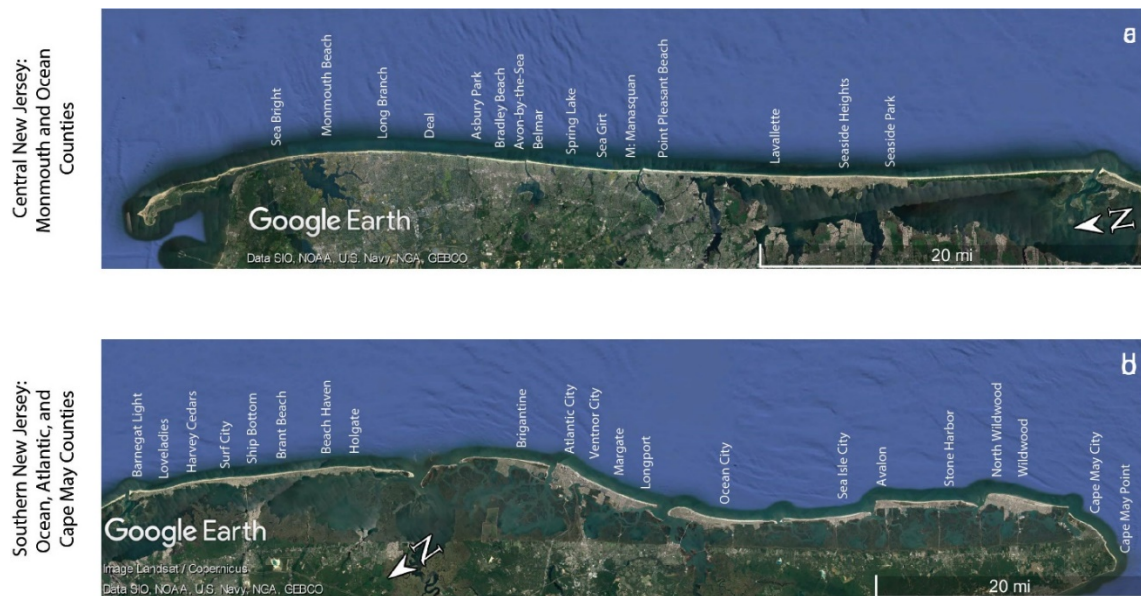 Central New Jersey:
Monmouth and Ocean
Counties
a
Sea Bright
Monmouth Beach
Long Branch
Deal
Asbury Park
Bradley Beach
Avon-by-the-Sea
Belmar
Spring Lake
Sea Girt
M: Manasquan
Point Pleasant Beach
Lavallette
Seaside Heights
Seaside Park
Google Earth
Data SIO, NOAA, U.S. Navy, NGA, GEBCO
N
20 mi
Southern New Jersey:
Ocean, Atlantic, and
Cape May Counties
b
Barnegat Light
Loveladies
Harvey Cedars
Surf City
Ship Bottom
Brant Beach
Beach Haven
Holgate
Brigantine
Atlantic City
Ventnor City
Margate
Longport
Ocean City
Sea Isle City
Avalon
Stone Harbor
North Wildwood
Wildwood
Cape May City
Cape May Point
Google Earth
Image Landsat / Copernicus
Data SIO, NOAA, U.S. Navy, NGA, GEBCO
N
20 mi